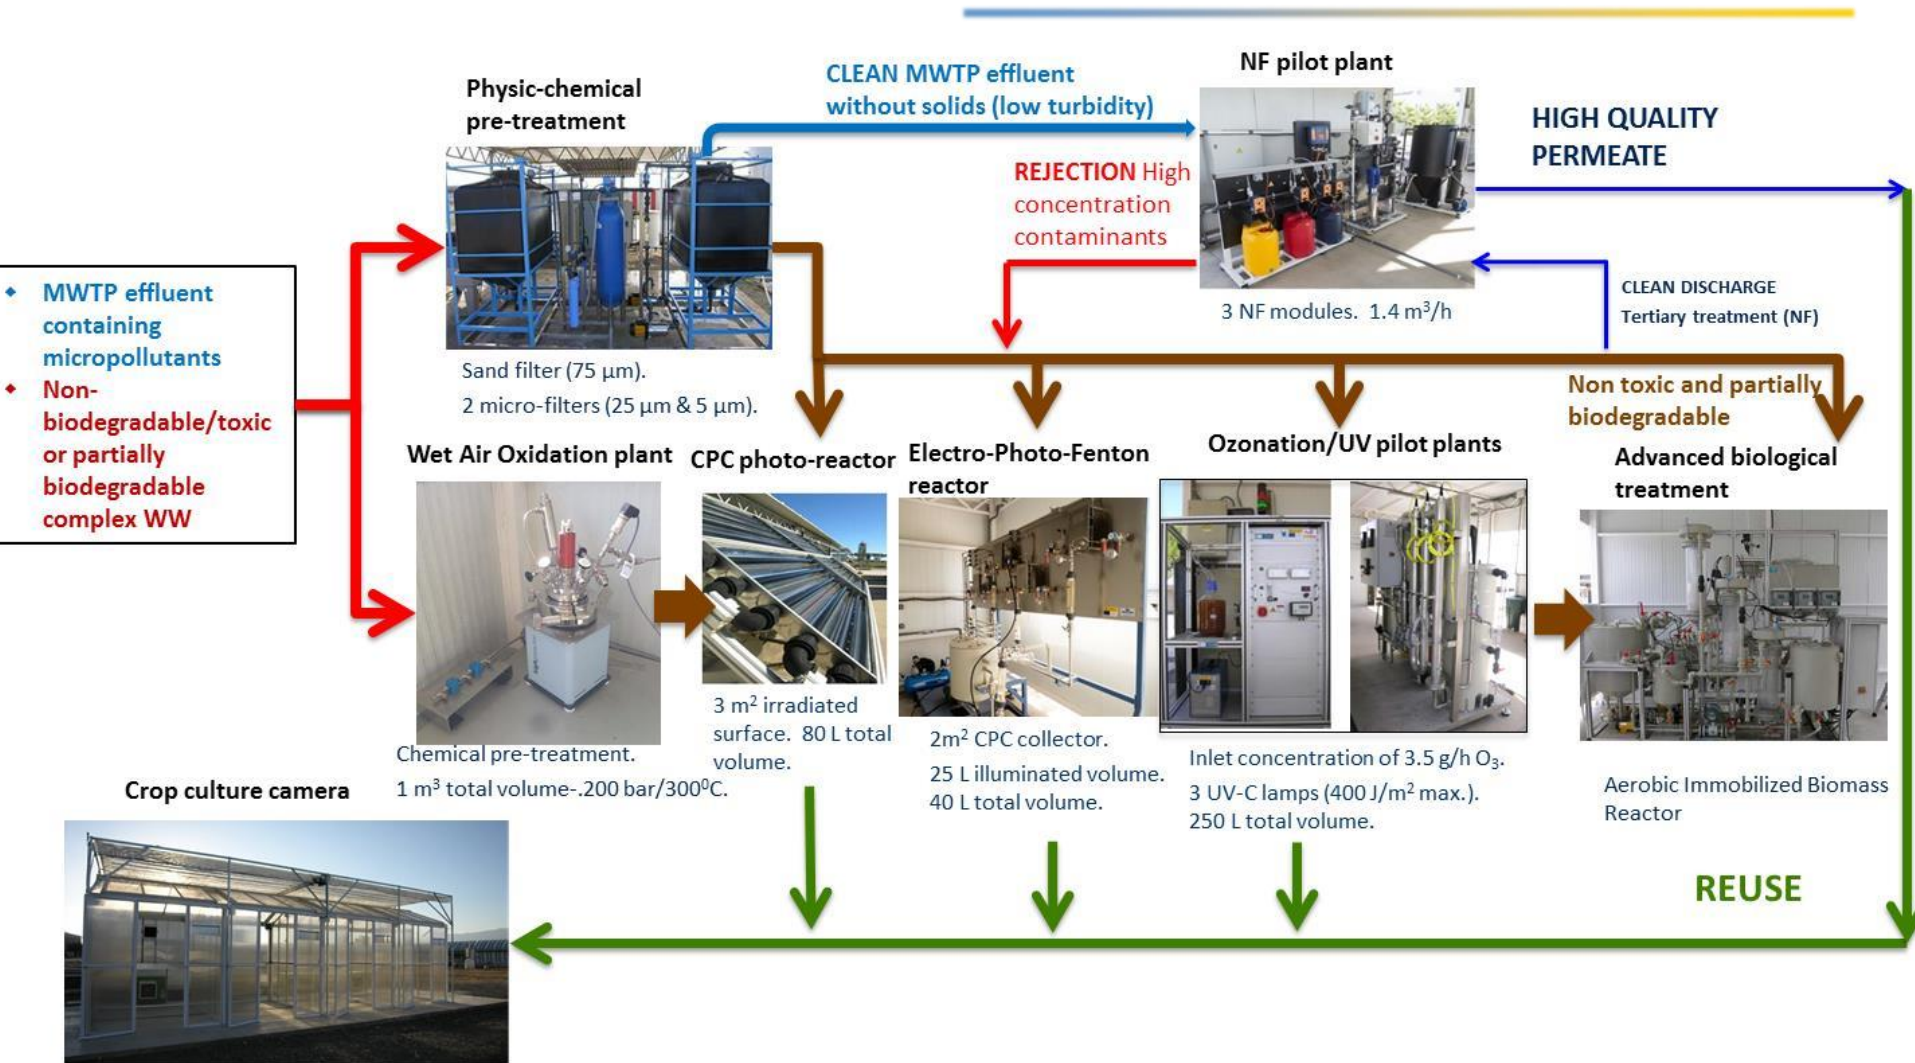 Physic-chemical
pre-treatment
CLEAN MWTP effluent
without solids (low turbidity)
NF pilot plant
HIGH QUALITY
PERMEATE
REJECTION High
concentration
contaminants
3 NF modules.  1.4 m³/h
CLEAN DISCHARGE
Tertiary treatment (NF)
MWTP effluent
containing
micropollutants
Non-
biodegradable/toxic
or partially
biodegradable
complex WW
Sand filter (75 µm).
2 micro-filters (25 µm & 5 µm).
Non toxic and partially
biodegradable
Wet Air Oxidation plant
CPC photo-reactor
Electro-Photo-Fenton
reactor
Ozonation/UV pilot plants
Advanced biological
treatment
Chemical pre-treatment.
1 m³ total volume-.200 bar/300⁰C.
3 m² irradiated
surface.  80 L total
volume.
2m² CPC collector.
25 L illuminated volume.
40 L total volume.
Inlet concentration of 3.5 g/h O₃.
3 UV-C lamps (400 J/m² max.).
250 L total volume.
Aerobic Immobilized Biomass
Reactor
Crop culture camera
REUSE